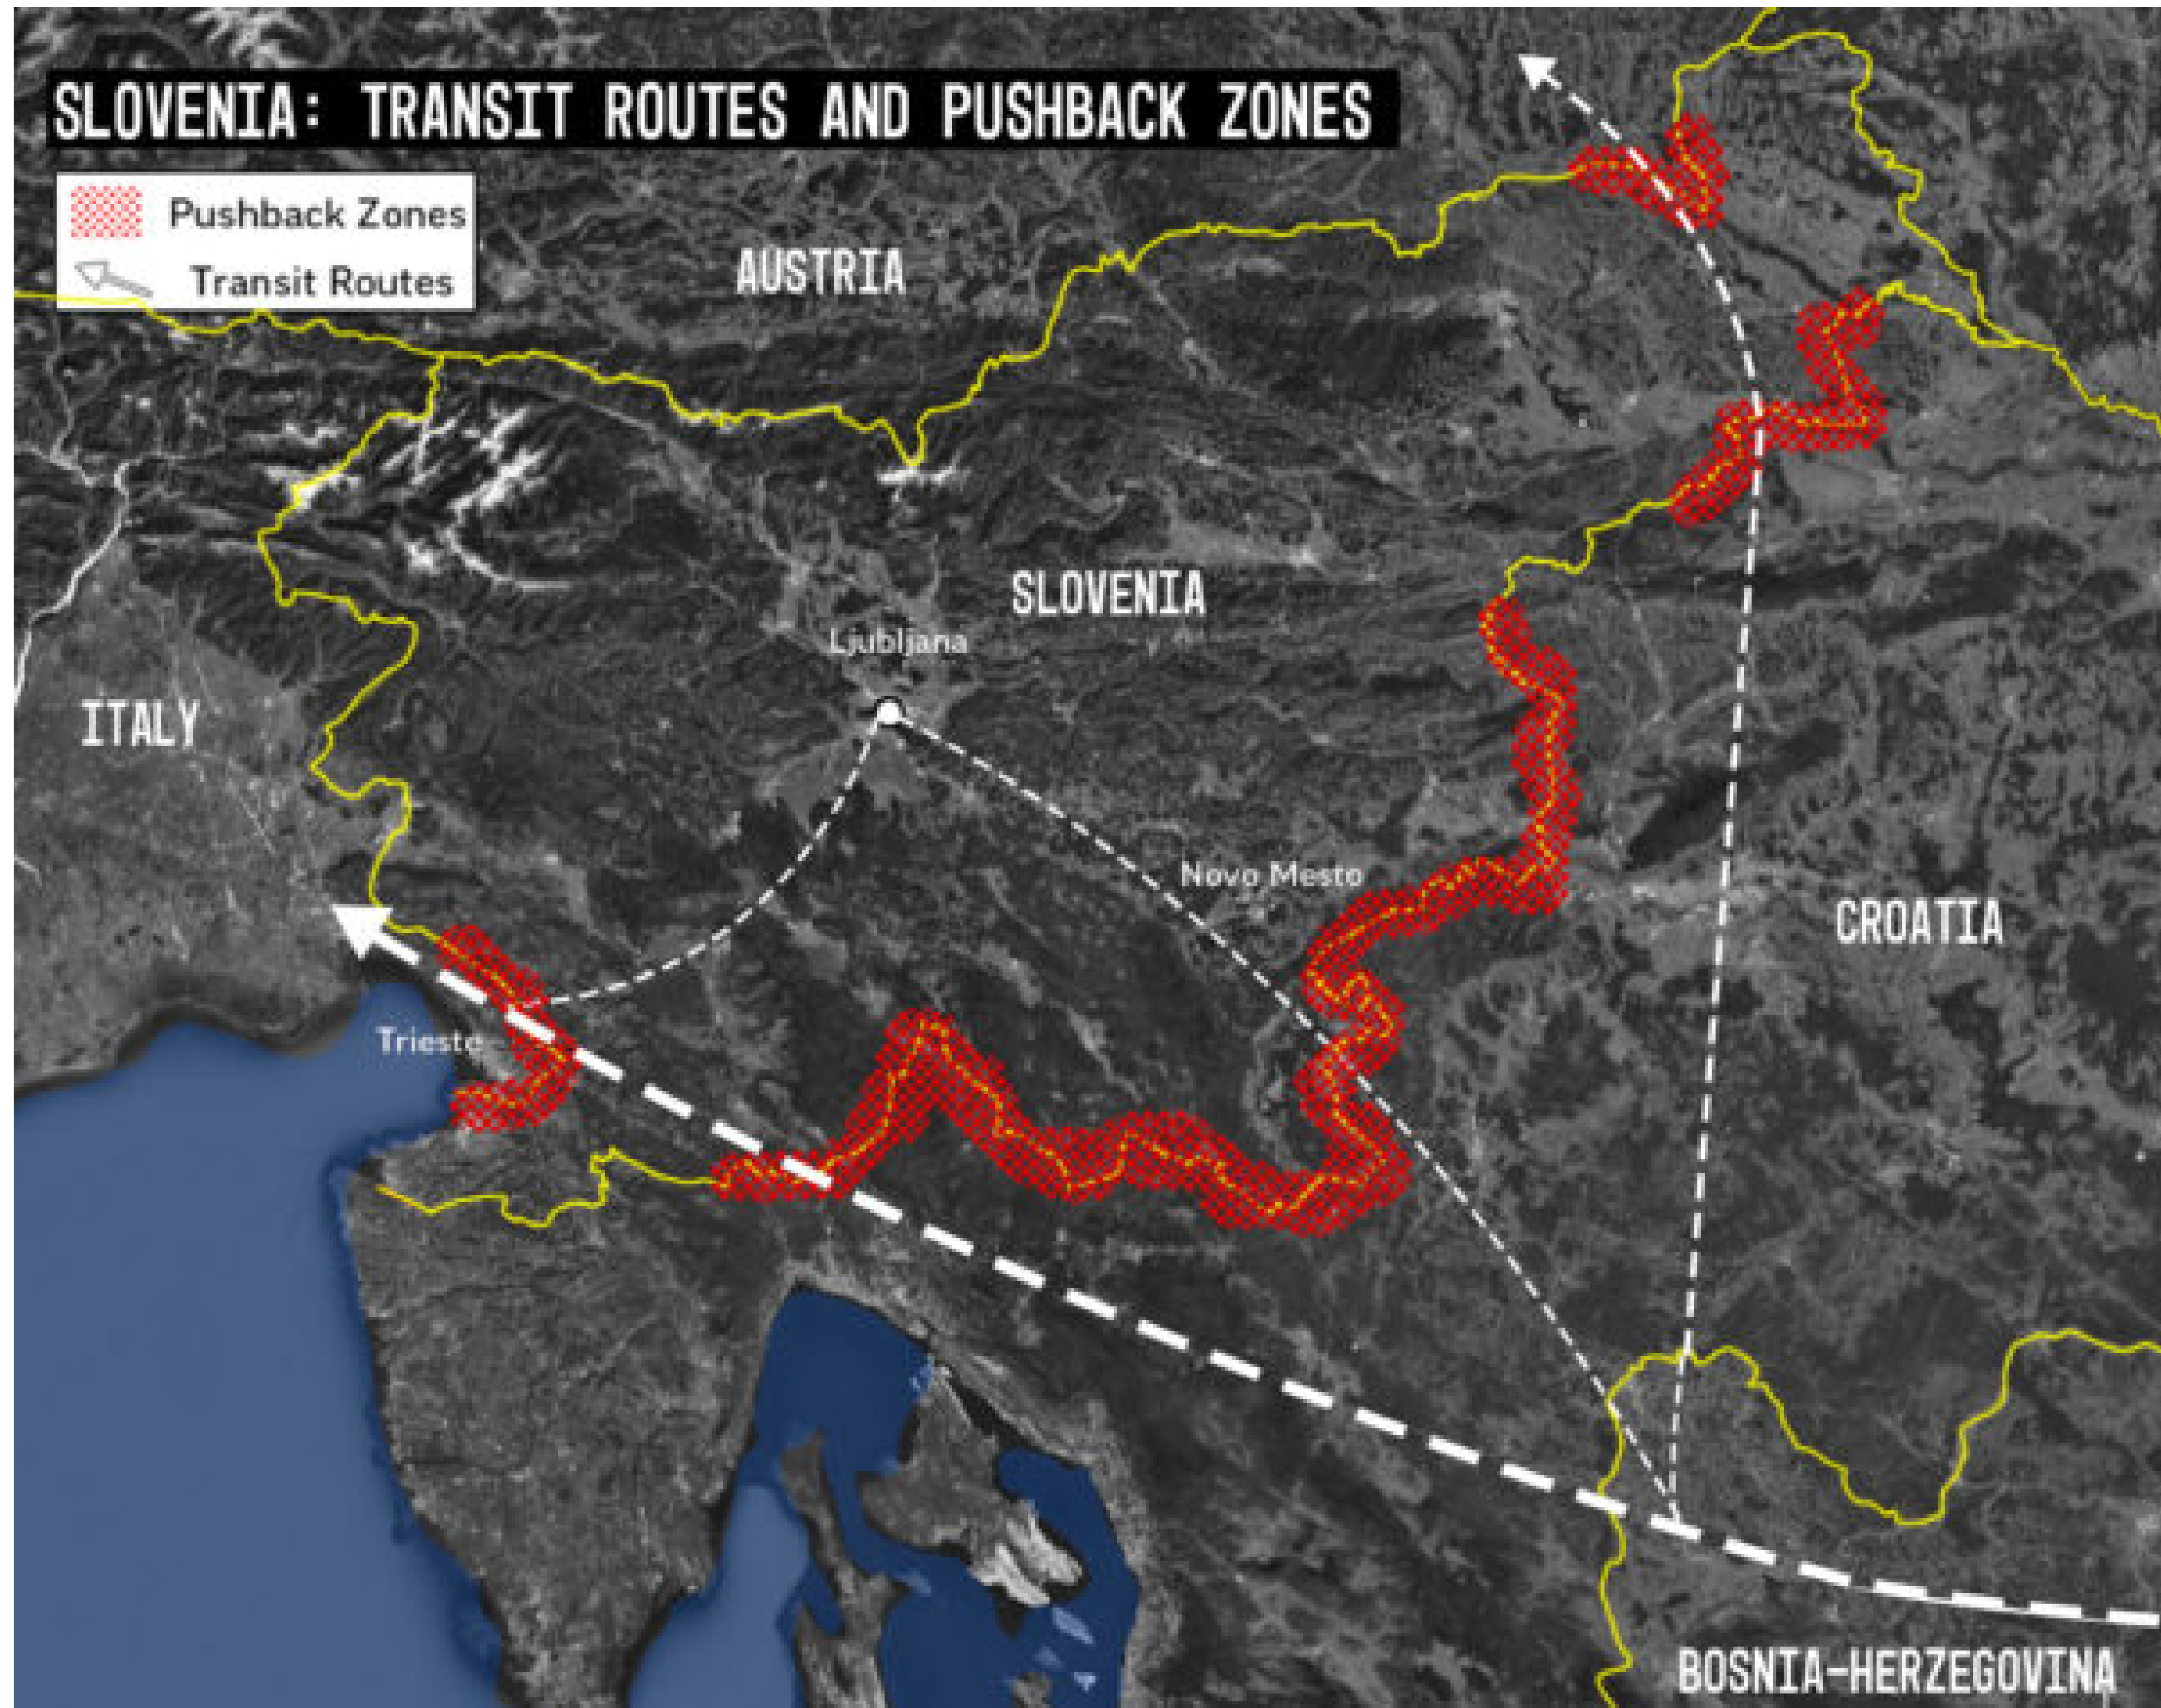 SLOVENIA: TRANSIT ROUTES AND PUSHBACK ZONES
Pushback Zones
Transit Routes
AUSTRIA
SLOVENIA
Ljubljana
ITALY
Novo Mesto
CROATIA
Trieste
BOSNIA-HERZEGOVINA